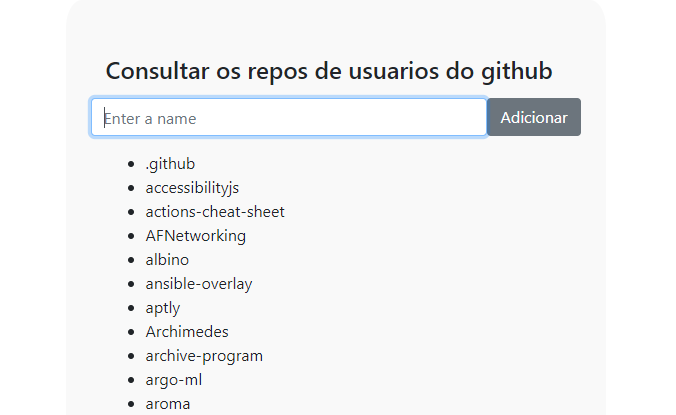 Consultar os repos de usuarios do github
Enter a name
Adicionar
.github
accessibilityjs
actions-cheat-sheet
AFNetworking
albino
ansible-overlay
aptly
Archimedes
archive-program
argo-ml
aroma